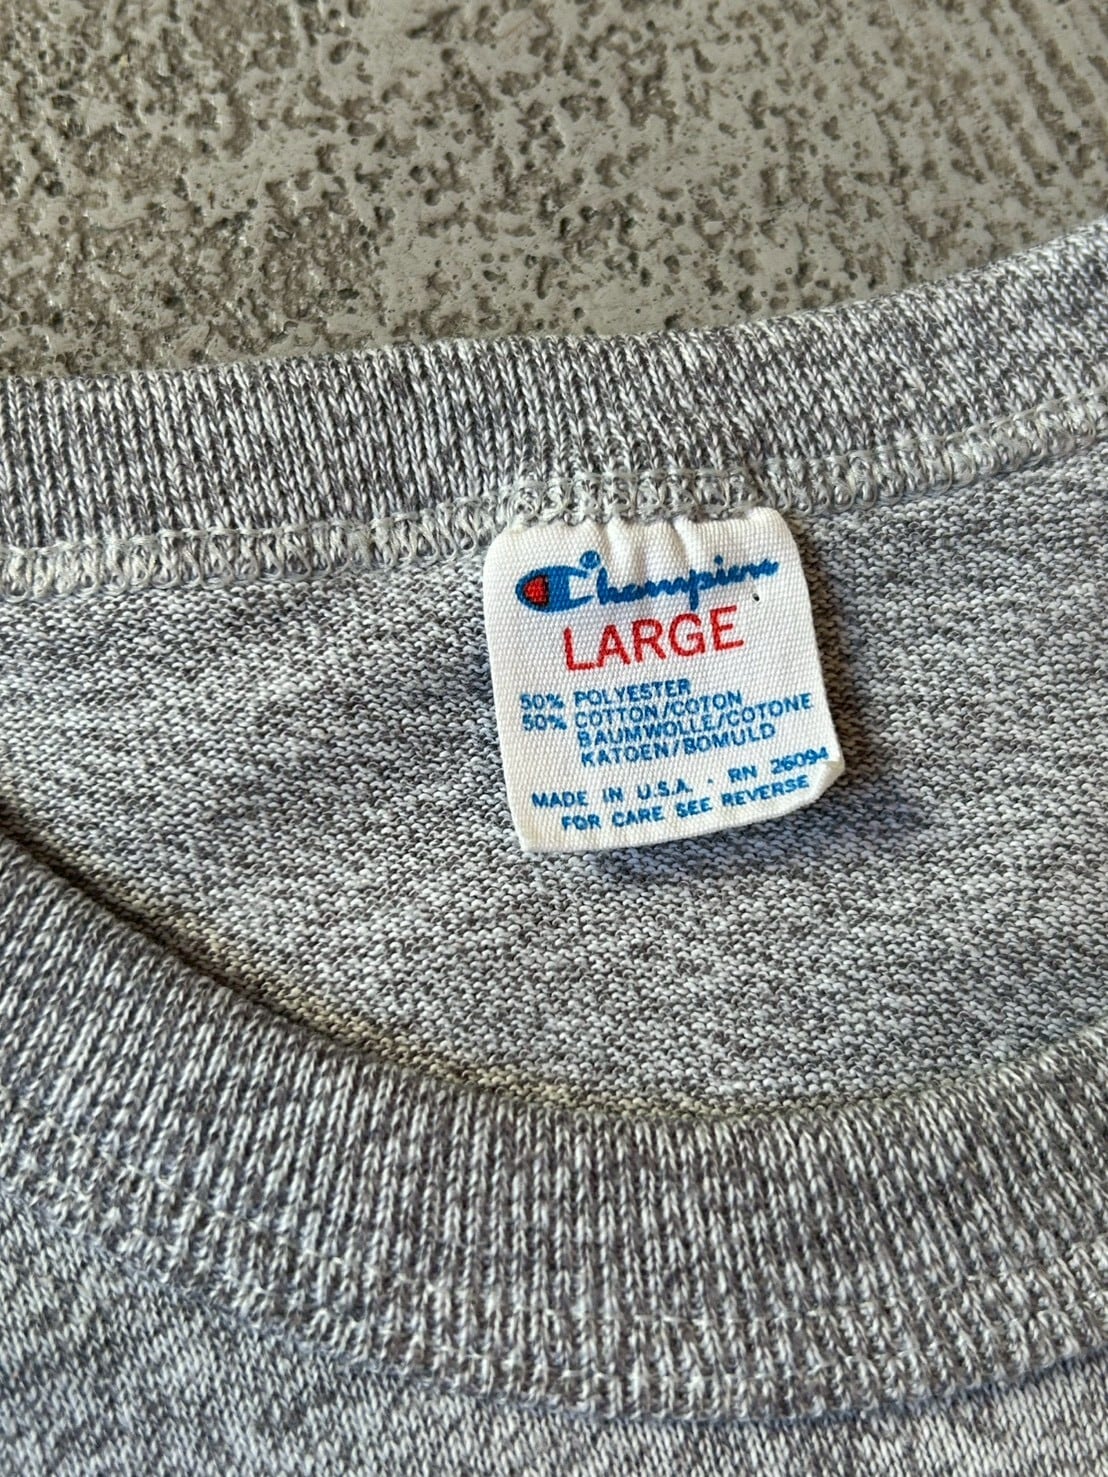 Champion
LARGE
50% POLYESTER
50% COTTON/COTON
BAUMWOLLE/COTONE
KATOEN/BOMULD
MADE IN U.S.A. · RN 26094
FOR CARE SEE REVERSE